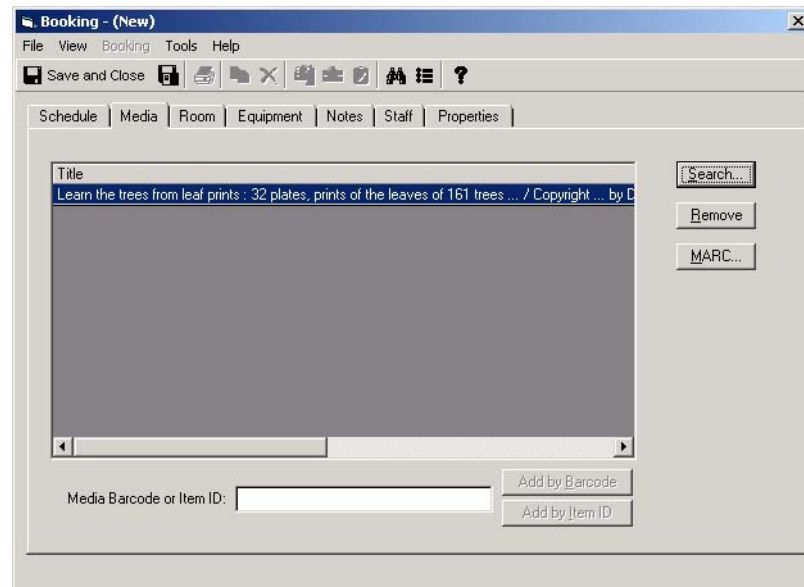 Booking - (New)
File View Booking Tools Help
Save and Close ?
Schedule Media Room Equipment Notes Staff Properties
Title
Learn the trees from leaf prints : 32 plates, prints of the leaves of 161 trees ... / Copyright ... by D
Search...
Remove
MARC...
Media Barcode or Item ID:
Add by Barcode
Add by Item ID